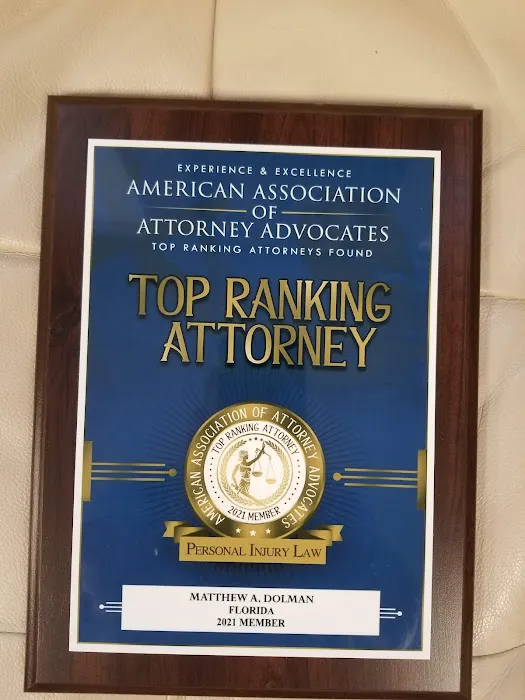 EXPERIENCE & EXCELLENCE
AMERICAN ASSOCIATION
OF
ATTORNEY ADVOCATES
TOP RANKING ATTORNEYS FOUND
TOP RANKING
ATTORNEY
AMERICAN ASSOCIATION OF ATTORNEY ADVOCATES
TOP RANKING ATTORNEY
2021 MEMBER
PERSONAL INJURY LAW
MATTHEW A. DOLMAN
FLORIDA
2021 MEMBER